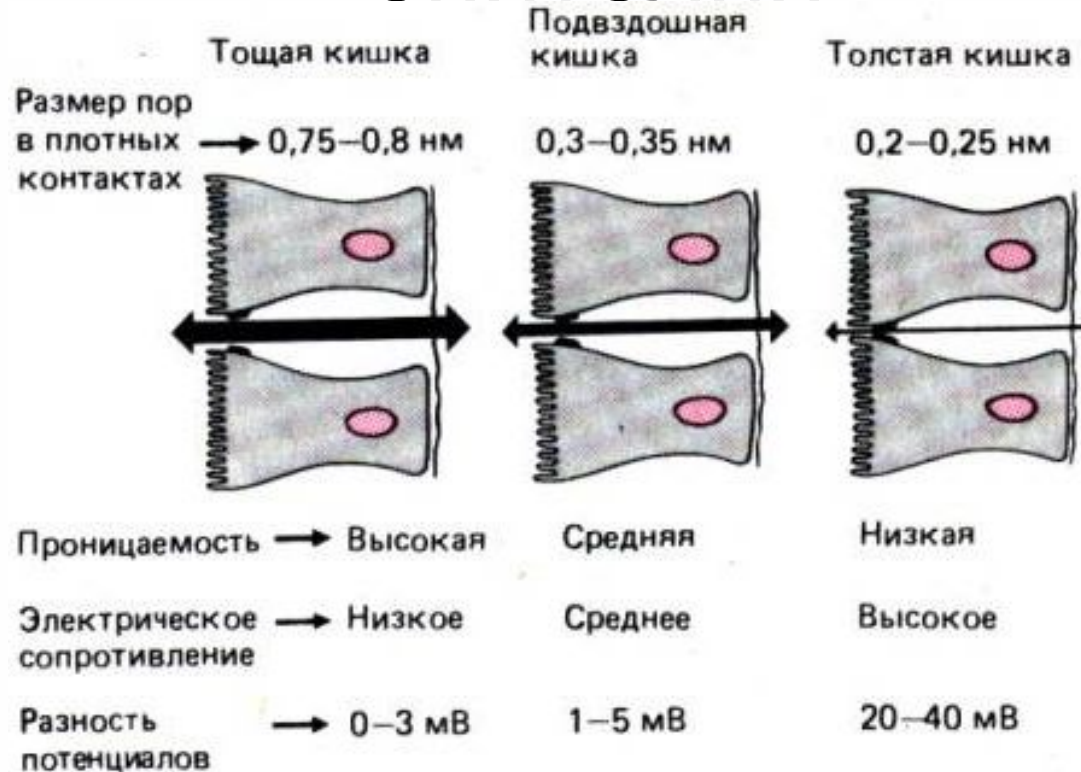 Тощая кишка
Подвздошная
кишка
Толстая кишка
Размер пор
в плотных → 0,75—0,8 нм 0,3—0,35 нм 0,2—0,25 нм
контактах
Проницаемость → Высокая Средняя Низкая
Электрическое → Низкое Среднее Высокое
сопротивление
Разность → 0—3 мВ 1—5 мВ 20—40 мВ
потенциалов